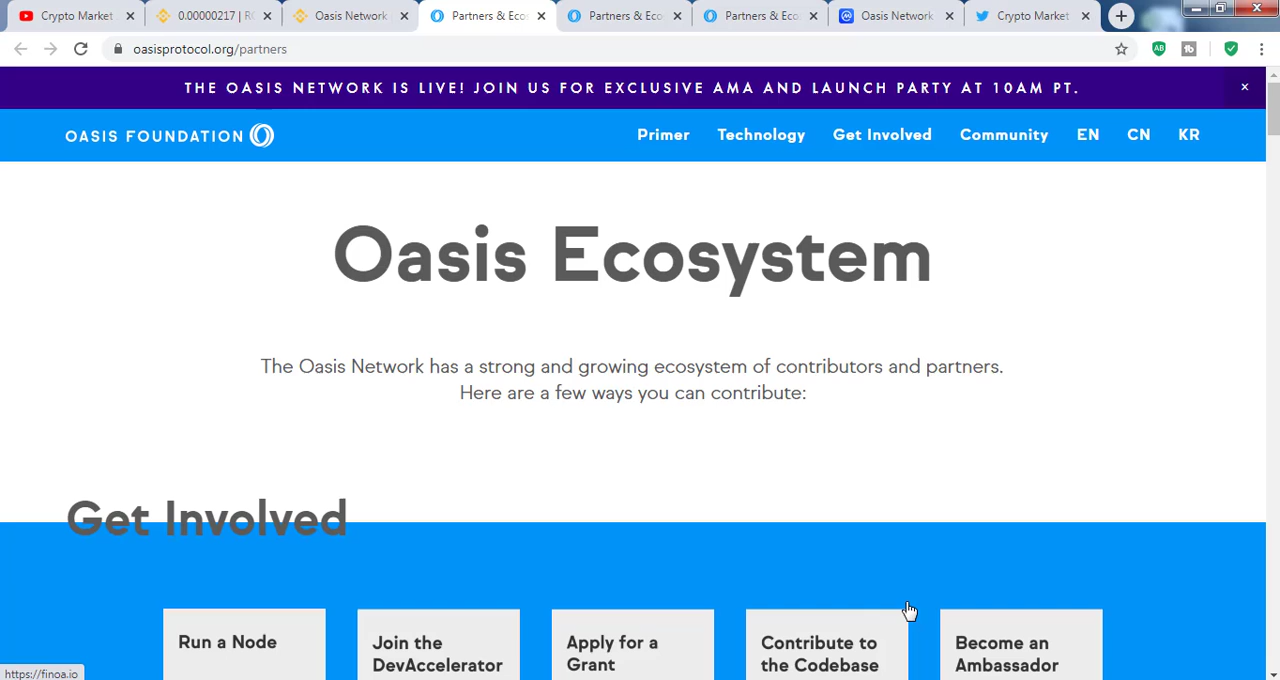 Crypto Market
0.00000217 | R
Oasis Network
Partners & Eco
Partners & Eco
Partners & Eco
Oasis Network
Crypto Market
oasisprotocol.org/partners
THE OASIS NETWORK IS LIVE! JOIN US FOR EXCLUSIVE AMA AND LAUNCH PARTY AT 10AM PT.
OASIS FOUNDATION
Primer
Technology
Get Involved
Community
EN
CN
KR
Oasis Ecosystem
The Oasis Network has a strong and growing ecosystem of contributors and partners.
Here are a few ways you can contribute:
Get Involved
Run a Node
Join the
DevAccelerator
Apply for a
Grant
Contribute to
the Codebase
Become an
Ambassador
https://finoa.io